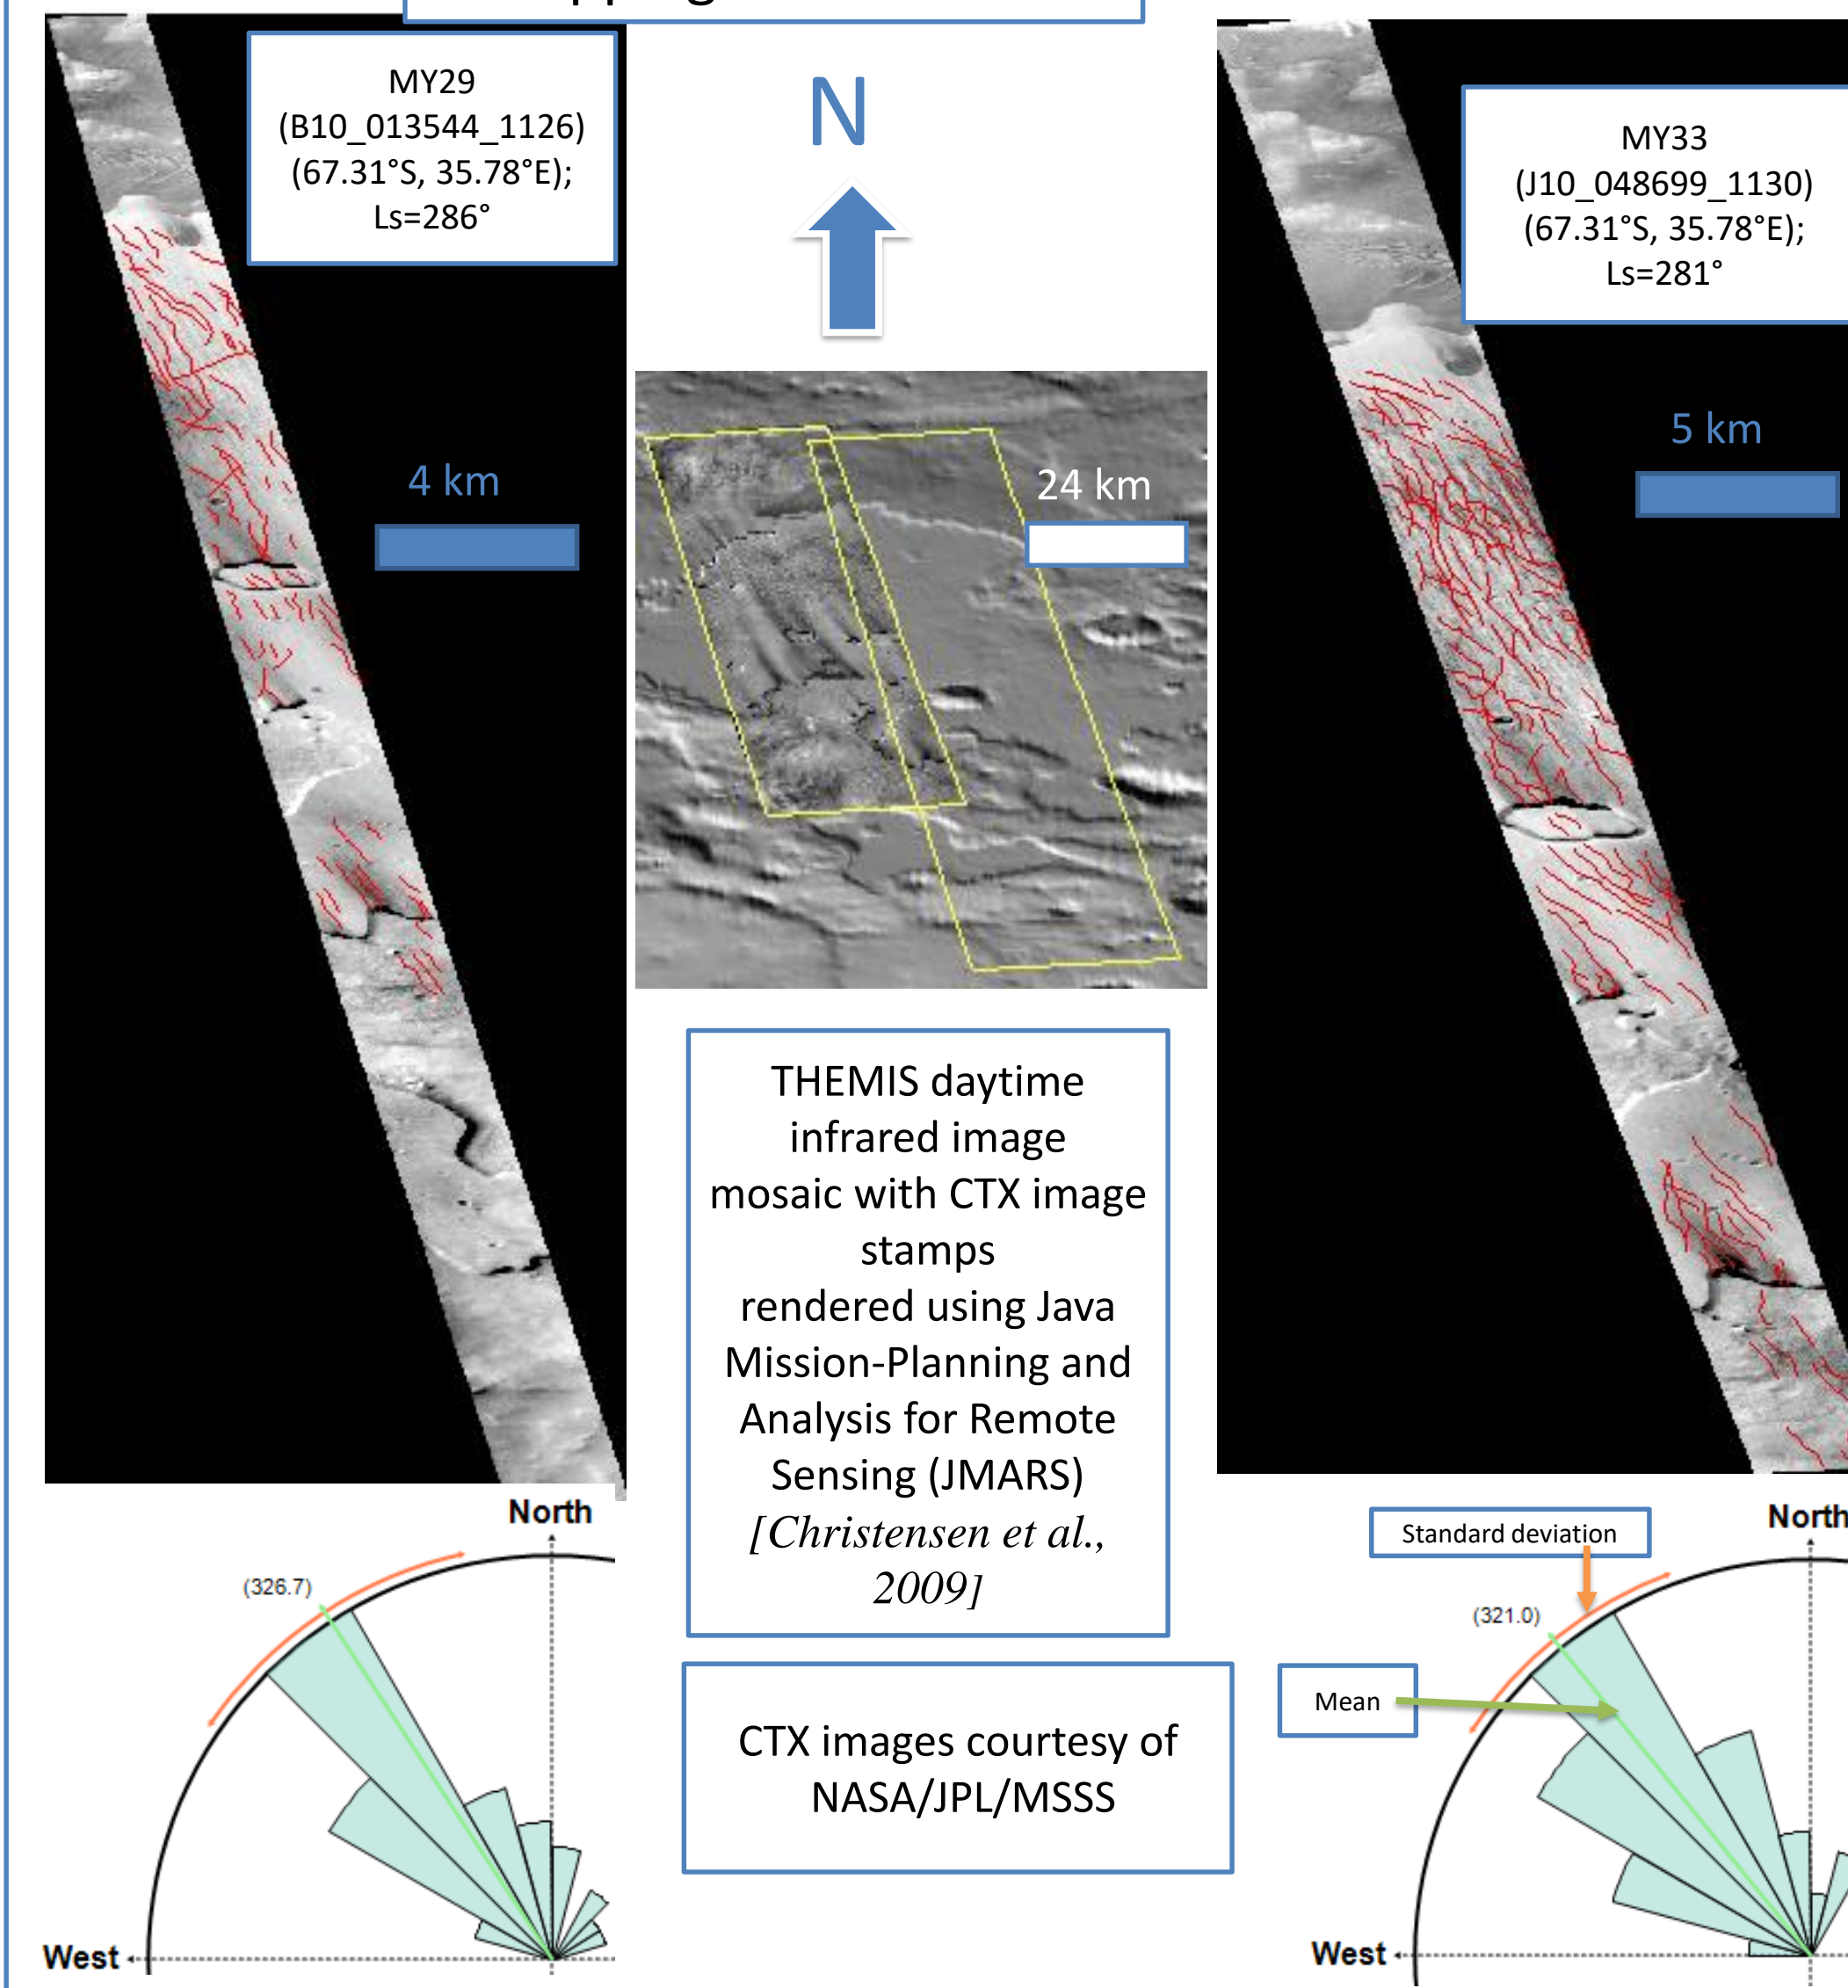 MY29
(B10_013544_1126)
(67.31°S, 35.78°E);
Ls=286°
N
MY33
(J10_048699_1130)
(67.31°S, 35.78°E);
Ls=281°
4 km
24 km
5 km
THEMIS daytime
infrared image
mosaic with CTX image
stamps
rendered using Java
Mission-Planning and
Analysis for Remote
Sensing (JMARS)
[Christensen et al.,
2009]
CTX images courtesy of
NASA/JPL/MSSS
North
(326.7)
West
Standard deviation
North
(321.0)
Mean
West